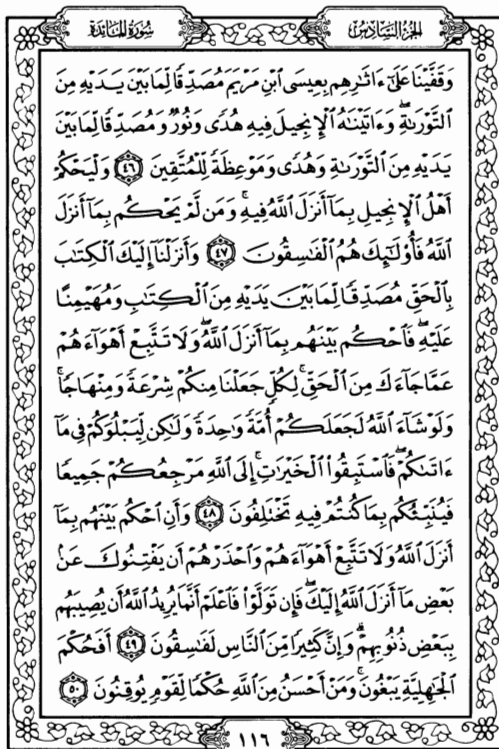 الجزء السادس
سورة المائدة
وَقَفَّيْنَا عَلَىٰٓ ءَاثَٰرِهِم بِعِيسَى ٱبْنِ مَرْيَمَ مُصَدِّقًا لِّمَا بَيْنَ يَدَيْهِ مِنَ
ٱلتَّوْرَىٰةِ ۖ وَءَاتَيْنَٰهُ ٱلْإِنجِيلَ فِيهِ هُدًى وَنُورٌ وَمُصَدِّقًا لِّمَا بَيْنَ
يَدَيْهِ مِنَ ٱلتَّوْرَىٰةِ وَهُدًى وَمَوْعِظَةً لِّلْمُتَّقِينَ ٤٦ وَلْيَحْكُمْ
أَهْلُ ٱلْإِنجِيلِ بِمَآ أَنزَلَ ٱللَّهُ فِيهِ ۚ وَمَن لَّمْ يَحْكُم بِمَآ أَنزَلَ
ٱللَّهُ فَأُو۟لَٰٓئِكَ هُمُ ٱلْفَٰسِقُونَ ٤٧ وَأَنزَلْنَآ إِلَيْكَ ٱلْكِتَٰبَ
بِٱلْحَقِّ مُصَدِّقًا لِّمَا بَيْنَ يَدَيْهِ مِنَ ٱلْكِتَٰبِ وَمُهَيْمِنًا
عَلَيْهِ ۖ فَٱحْكُم بَيْنَهُم بِمَآ أَنزَلَ ٱللَّهُ ۖ وَلَا تَتَّبِعْ أَهْوَآءَهُمْ
عَمَّا جَآءَكَ مِنَ ٱلْحَقِّ ۚ لِكُلٍّ جَعَلْنَا مِنكُمْ شِرْعَةً وَمِنْهَاجًا ۚ
وَلَوْ شَآءَ ٱللَّهُ لَجَعَلَكُمْ أُمَّةً وَٰحِدَةً وَلَٰكِن لِّيَبْلُوَكُمْ فِى مَآ
ءَاتَىٰكُمْ ۖ فَٱسْتَبِقُوا۟ ٱلْخَيْرَٰتِ ۚ إِلَى ٱللَّهِ مَرْجِعُكُمْ جَمِيعًا
فَيُنَبِّئُكُم بِمَا كُنتُمْ فِيهِ تَخْتَلِفُونَ ٤٨ وَأَنِ ٱحْكُم بَيْنَهُم بِمَآ
أَنزَلَ ٱللَّهُ وَلَا تَتَّبِعْ أَهْوَآءَهُمْ وَٱحْذَرْهُمْ أَن يَفْتِنُوكَ عَنۢ
بَعْضِ مَآ أَنزَلَ ٱللَّهُ إِلَيْكَ ۖ فَإِن تَوَلَّوْا۟ فَٱعْلَمْ أَنَّمَا يُرِيدُ ٱللَّهُ أَن يُصِيبَهُم
بِبَعْضِ ذُنُوبِهِمْ ۗ وَإِنَّ كَثِيرًا مِّنَ ٱلنَّاسِ لَفَٰسِقُونَ ٤٩ أَفَحُكْمَ
ٱلْجَٰهِلِيَّةِ يَبْغُونَ ۚ وَمَنْ أَحْسَنُ مِنَ ٱللَّهِ حُكْمًا لِّقَوْمٍ يُوقِنُونَ ٥٠
١١٦